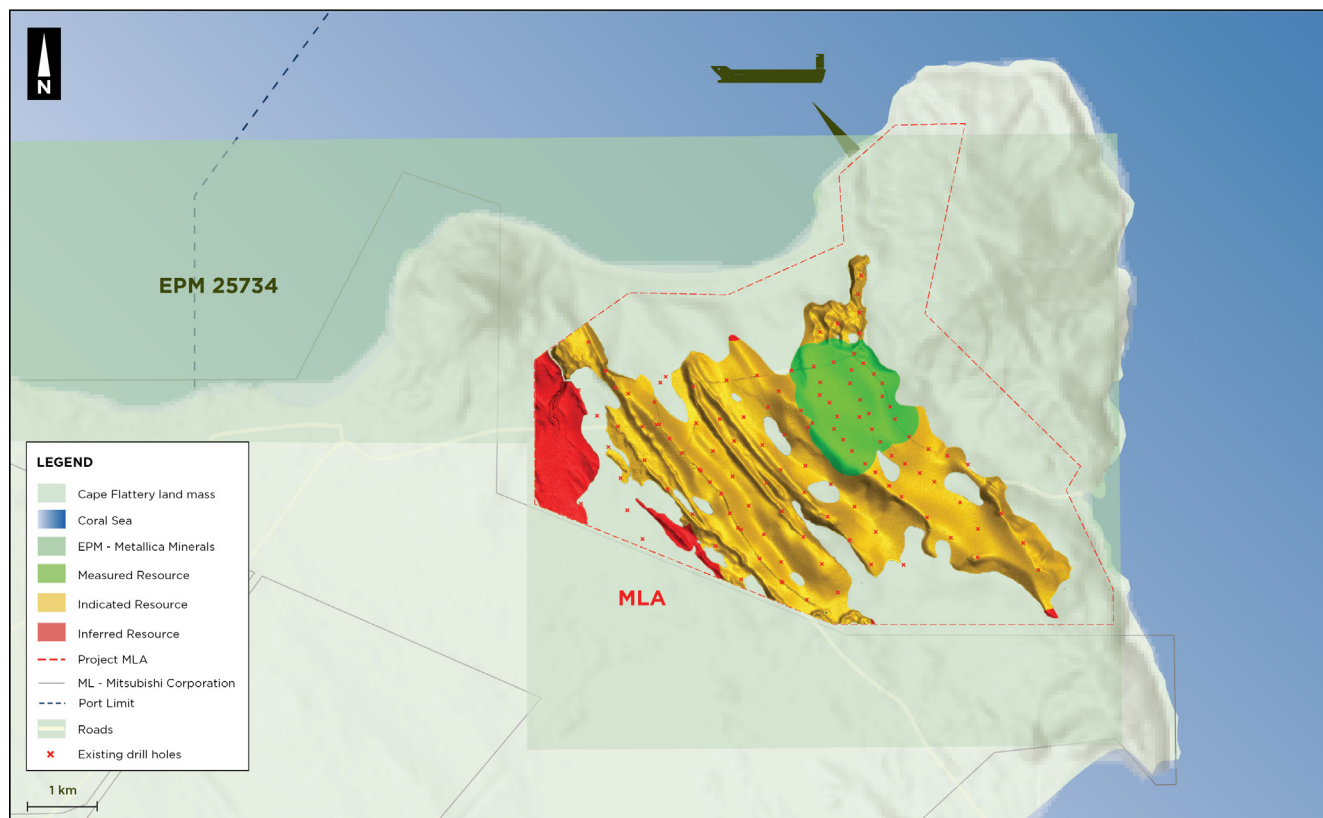 N
EPM 25734
MLA
LEGEND
Cape Flattery land mass
Coral Sea
EPM - Metallica Minerals
Measured Resource
Indicated Resource
Inferred Resource
Project MLA
ML - Mitsubishi Corporation
Port Limit
Roads
Existing drill holes
1 km